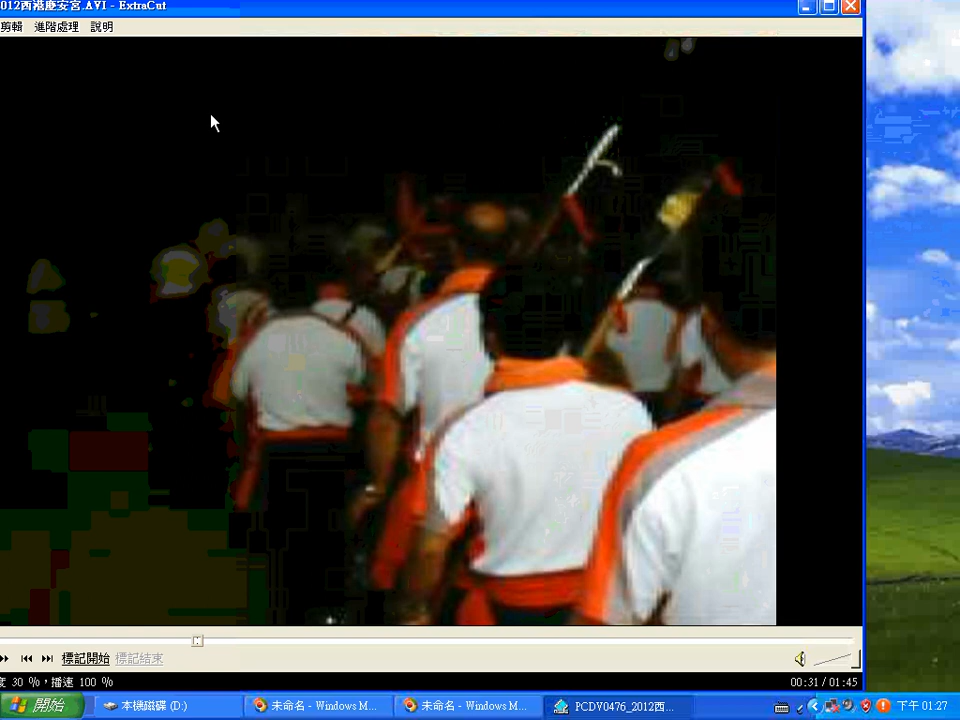 012西港慶安宮.AVI - ExtraCut
剪輯 進階處理 說明
標記開始 標記結束
度 30 %，播速 100 %
00:31 / 01:45
開始
本機磁碟 (D:)
未命名 - Windows M...
未命名 - Windows M...
PCDV0476_2012西...
下午 01:27